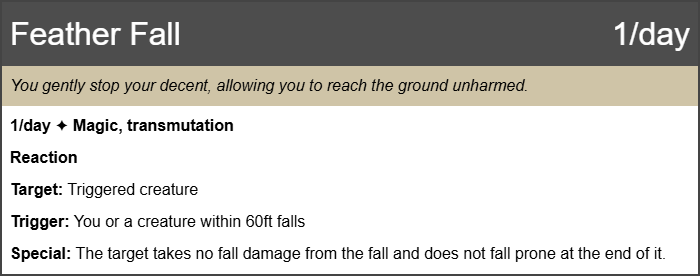 Feather Fall 1/day
You gently stop your decent, allowing you to reach the ground unharmed.
1/day ✦ Magic, transmutation
Reaction
Target: Triggered creature
Trigger: You or a creature within 60ft falls
Special: The target takes no fall damage from the fall and does not fall prone at the end of it.